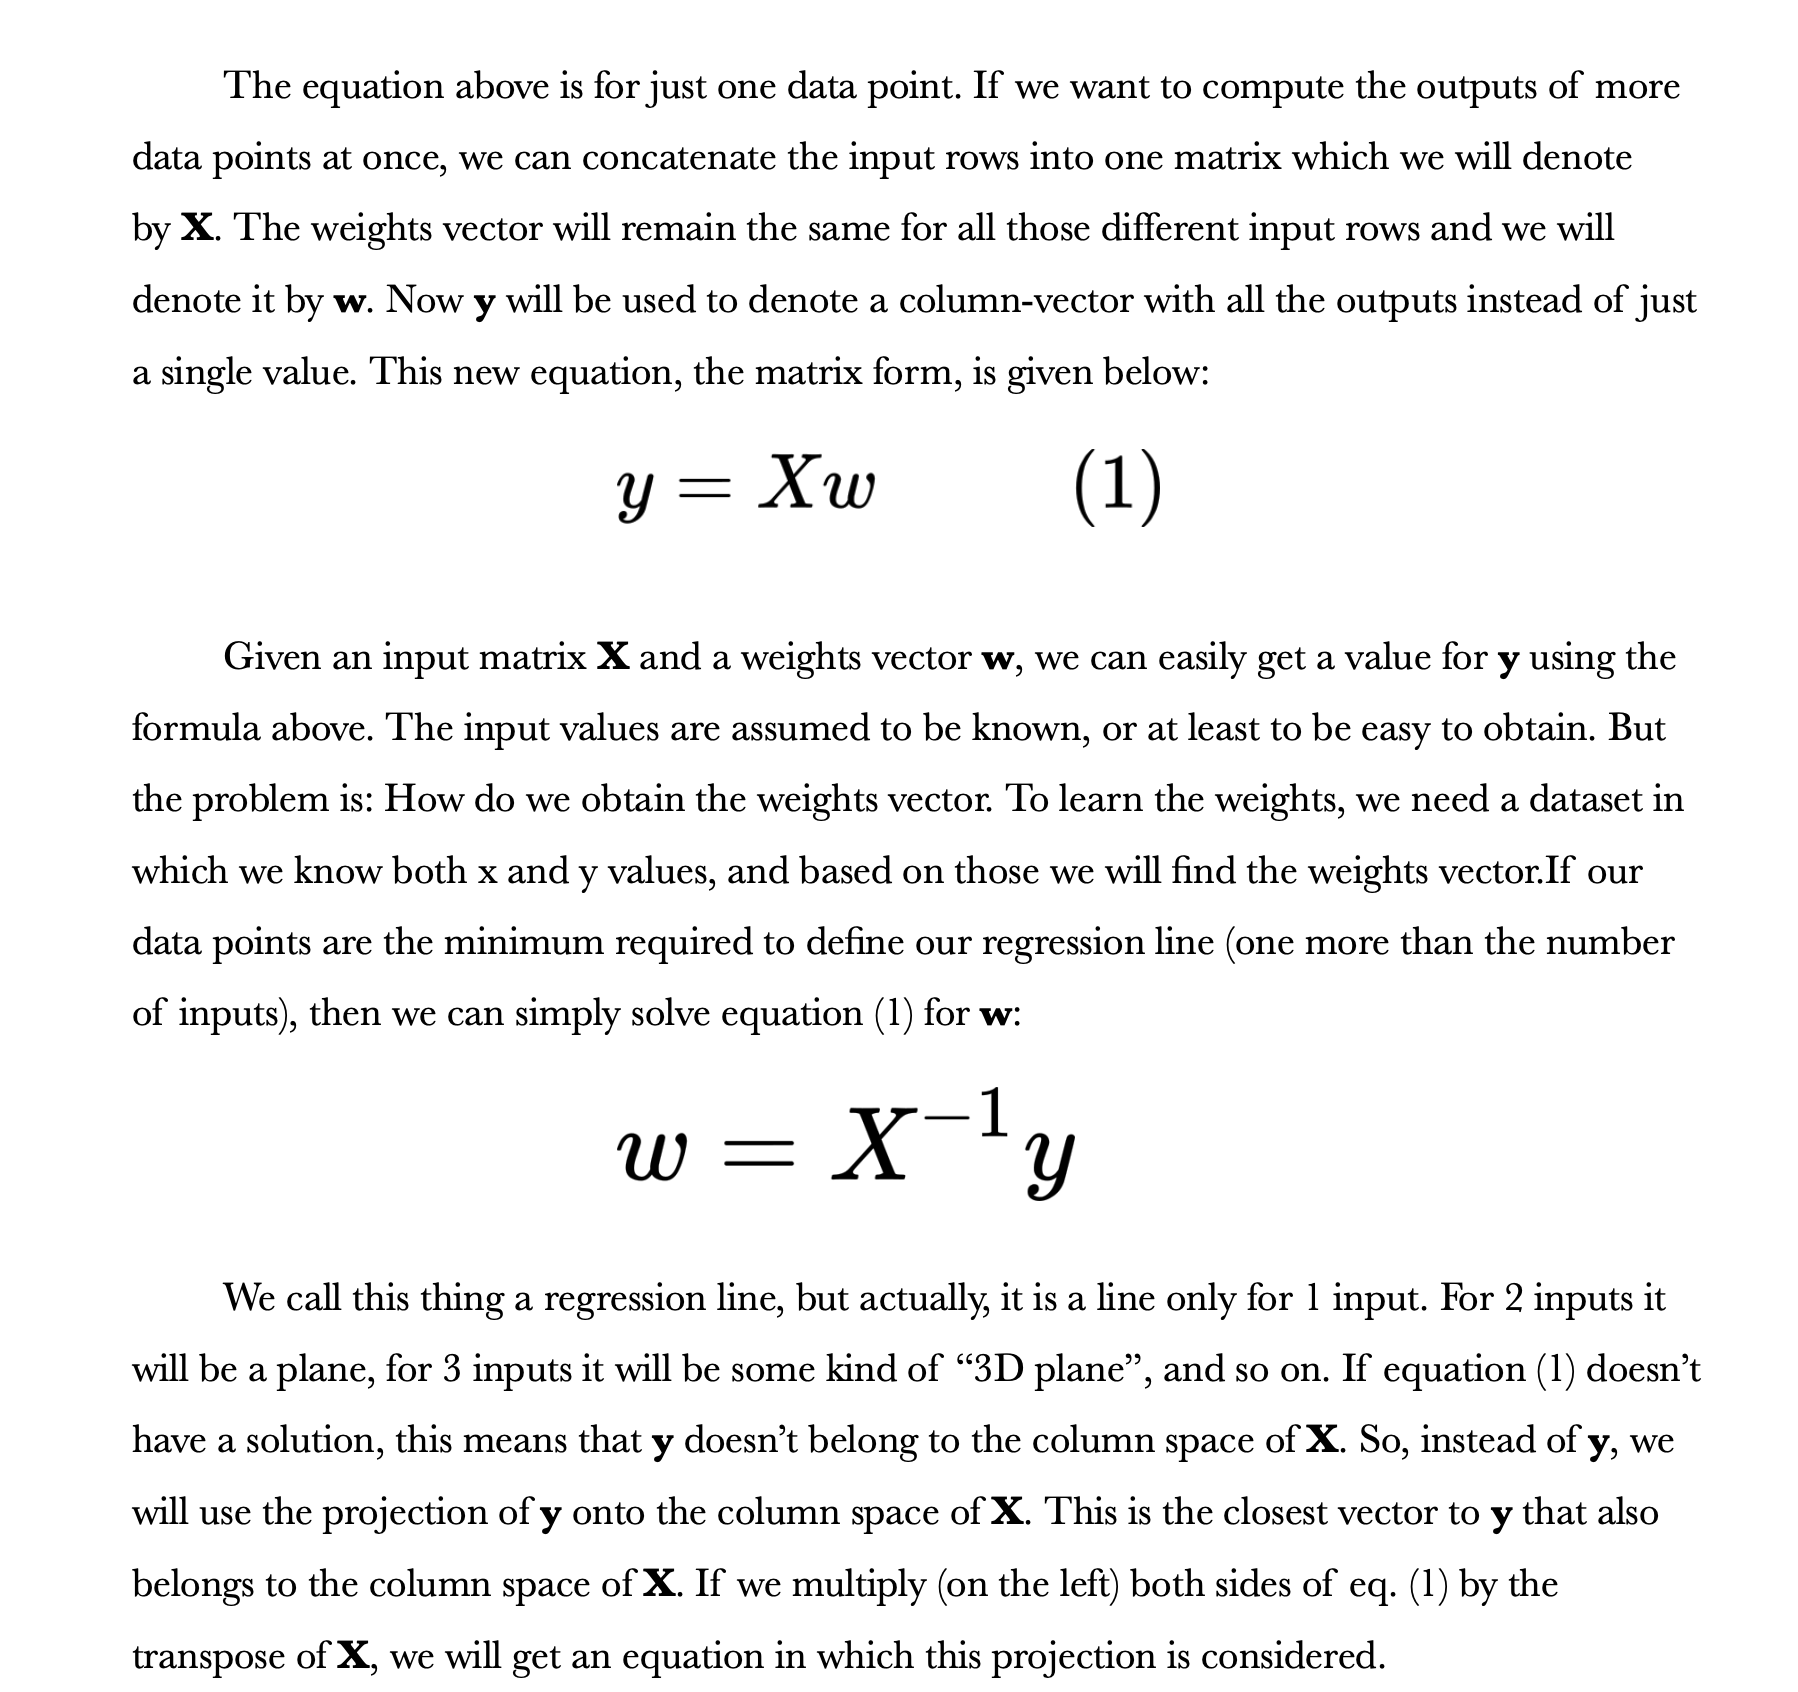 The equation above is for just one data point. If we want to compute the outputs of more
data points at once, we can concatenate the input rows into one matrix which we will denote
by X. The weights vector will remain the same for all those different input rows and we will
denote it by w. Now y will be used to denote a column-vector with all the outputs instead of just
a single value. This new equation, the matrix form, is given below:
y = Xw (1)
Given an input matrix X and a weights vector w, we can easily get a value for y using the
formula above. The input values are assumed to be known, or at least to be easy to obtain. But
the problem is: How do we obtain the weights vector. To learn the weights, we need a dataset in
which we know both x and y values, and based on those we will find the weights vector.If our
data points are the minimum required to define our regression line (one more than the number
of inputs), then we can simply solve equation (1) for w:
w = X⁻¹y
We call this thing a regression line, but actually, it is a line only for 1 input. For 2 inputs it
will be a plane, for 3 inputs it will be some kind of “3D plane”, and so on. If equation (1) doesn’t
have a solution, this means that y doesn’t belong to the column space of X. So, instead of y, we
will use the projection of y onto the column space of X. This is the closest vector to y that also
belongs to the column space of X. If we multiply (on the left) both sides of eq. (1) by the
transpose of X, we will get an equation in which this projection is considered.